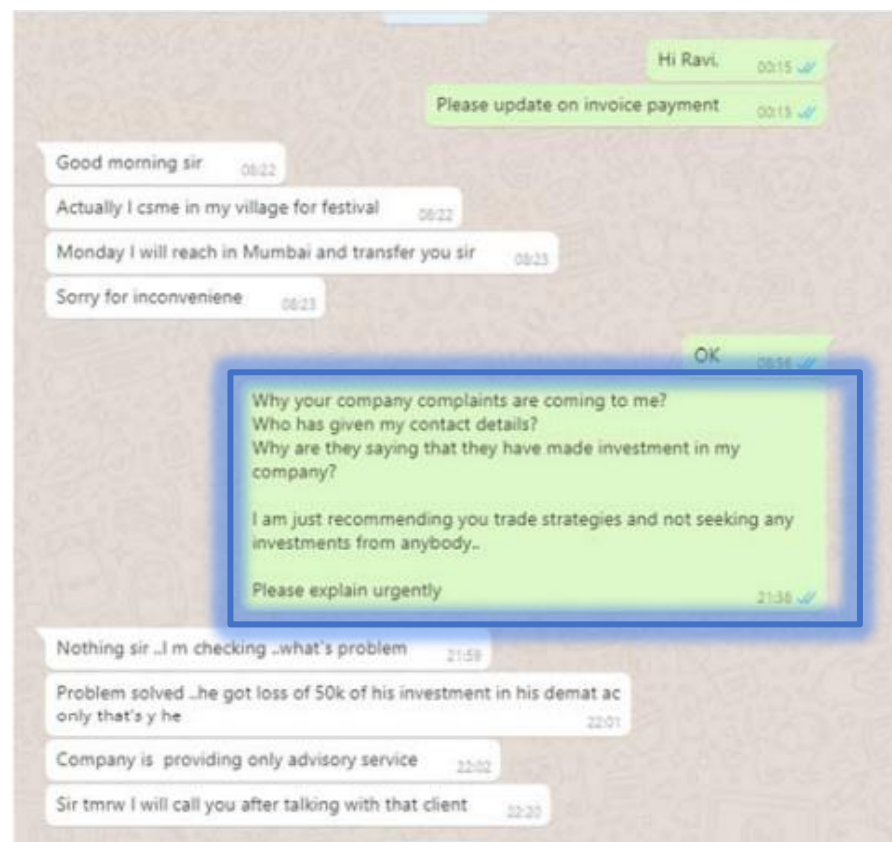 Hi Ravi,
00:15
Please update on invoice payment
00:15
Good morning sir
08:22
Actually I csme in my village for festival
08:22
Monday I will reach in Mumbai and transfer you sir
08:23
Sorry for inconveniene
08:23
OK
08:56
Why your company complaints are coming to me?
Who has given my contact details?
Why are they saying that they have made investment in my
company?
I am just recommending you trade strategies and not seeking any
investments from anybody..
Please explain urgently
21:38
Nothing sir ..I m checking ..what's problem
21:59
Problem solved ..he got loss of 50k of his investment in his demat ac
only that's y he
22:01
Company is providing only advisory service
22:02
Sir tmrw I will call you after talking with that client
22:20